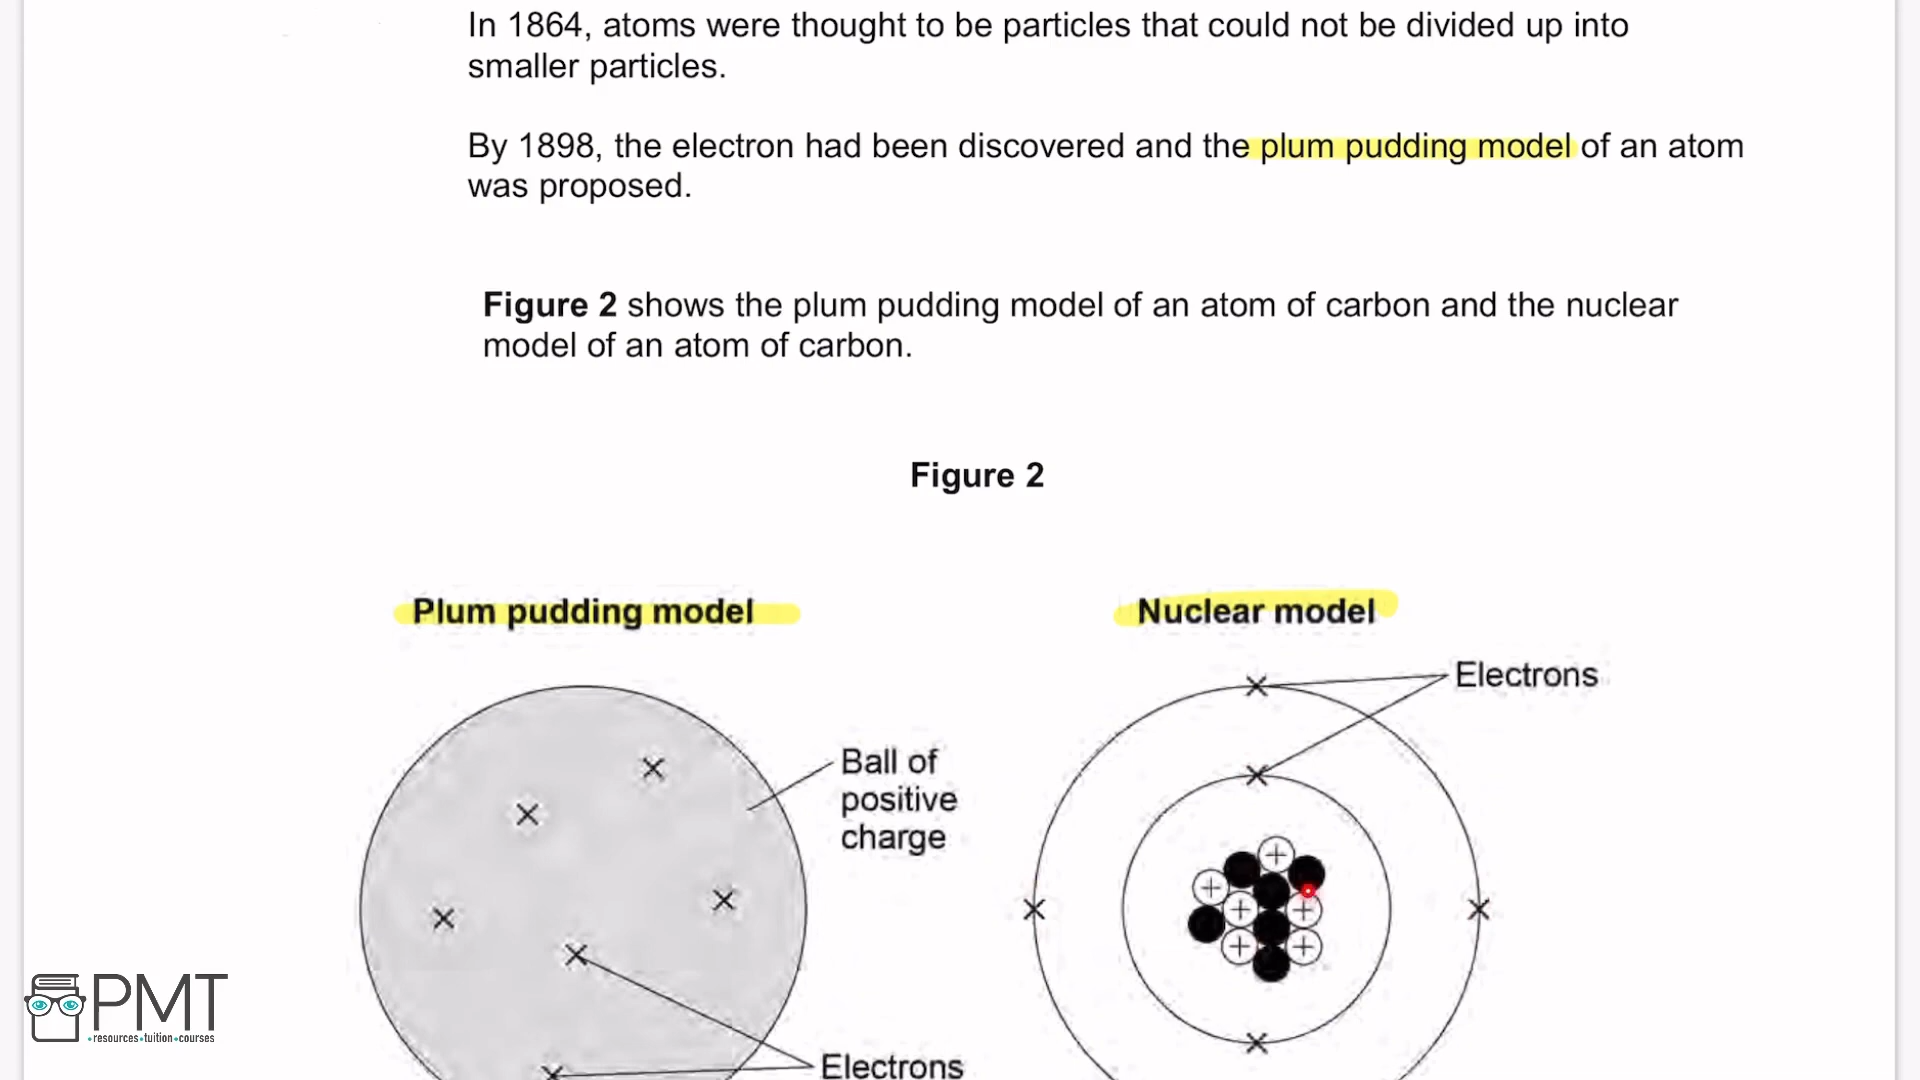 In 1864, atoms were thought to be particles that could not be divided up into
smaller particles.
By 1898, the electron had been discovered and the plum pudding model of an atom
was proposed.
Figure 2 shows the plum pudding model of an atom of carbon and the nuclear
model of an atom of carbon.
Figure 2
Plum pudding model
Nuclear model
Electrons
Ball of
positive
charge
Electrons
PMT
•resources•tuition•courses